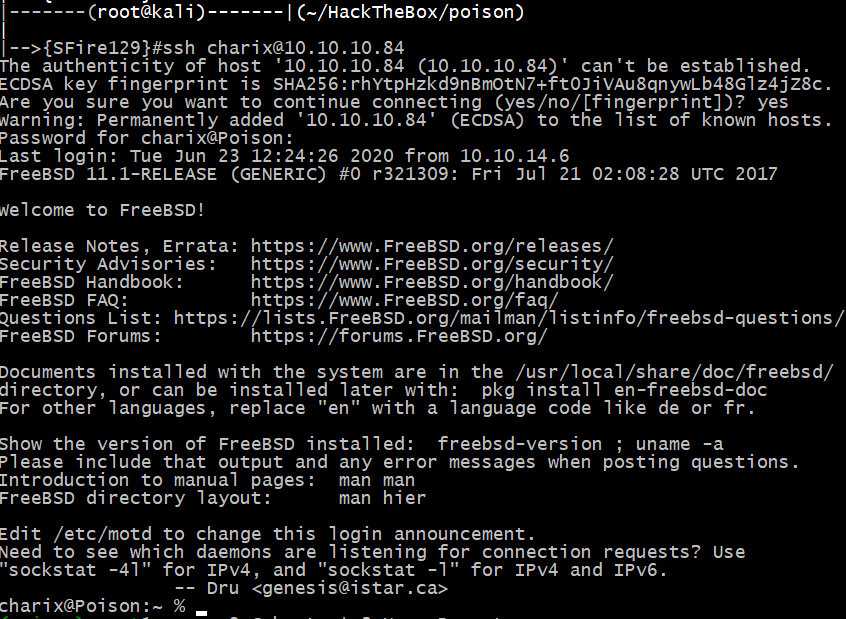 |-------(root@kali)-------|(~/HackTheBox/poison)
|
|-->{SFire129}#ssh charix@10.10.10.84
The authenticity of host '10.10.10.84 (10.10.10.84)' can't be established.
ECDSA key fingerprint is SHA256:rhYtpHzkd9nBmOtN7+ft0JiVAu8qnywLb48Glz4jZ8c.
Are you sure you want to continue connecting (yes/no/[fingerprint])? yes
Warning: Permanently added '10.10.10.84' (ECDSA) to the list of known hosts.
Password for charix@Poison:
Last login: Tue Jun 23 12:24:26 2020 from 10.10.14.6
FreeBSD 11.1-RELEASE (GENERIC) #0 r321309: Fri Jul 21 02:08:28 UTC 2017
Welcome to FreeBSD!
Release Notes, Errata: https://www.FreeBSD.org/releases/
Security Advisories:   https://www.FreeBSD.org/security/
FreeBSD Handbook:      https://www.FreeBSD.org/handbook/
FreeBSD FAQ:           https://www.FreeBSD.org/faq/
Questions List: https://lists.FreeBSD.org/mailman/listinfo/freebsd-questions/
FreeBSD Forums:        https://forums.FreeBSD.org/
Documents installed with the system are in the /usr/local/share/doc/freebsd/
directory, or can be installed later with:  pkg install en-freebsd-doc
For other languages, replace "en" with a language code like de or fr.
Show the version of FreeBSD installed:  freebsd-version ; uname -a
Please include that output and any error messages when posting questions.
Introduction to manual pages:  man man
FreeBSD directory layout:      man hier
Edit /etc/motd to change this login announcement.
Need to see which daemons are listening for connection requests? Use
"sockstat -4l" for IPv4, and "sockstat -l" for IPv4 and IPv6.
                -- Dru <genesis@istar.ca>
charix@Poison:~ %